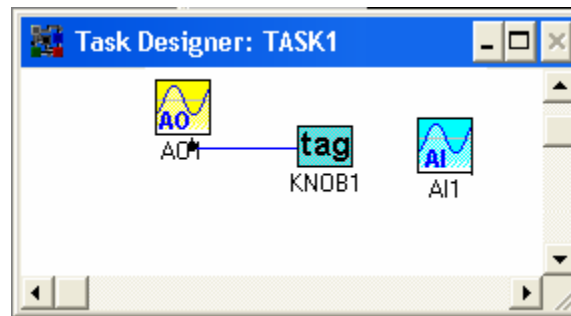 Task Designer: TASK1
AO
AO1
tag
KNOB1
AI
AI1